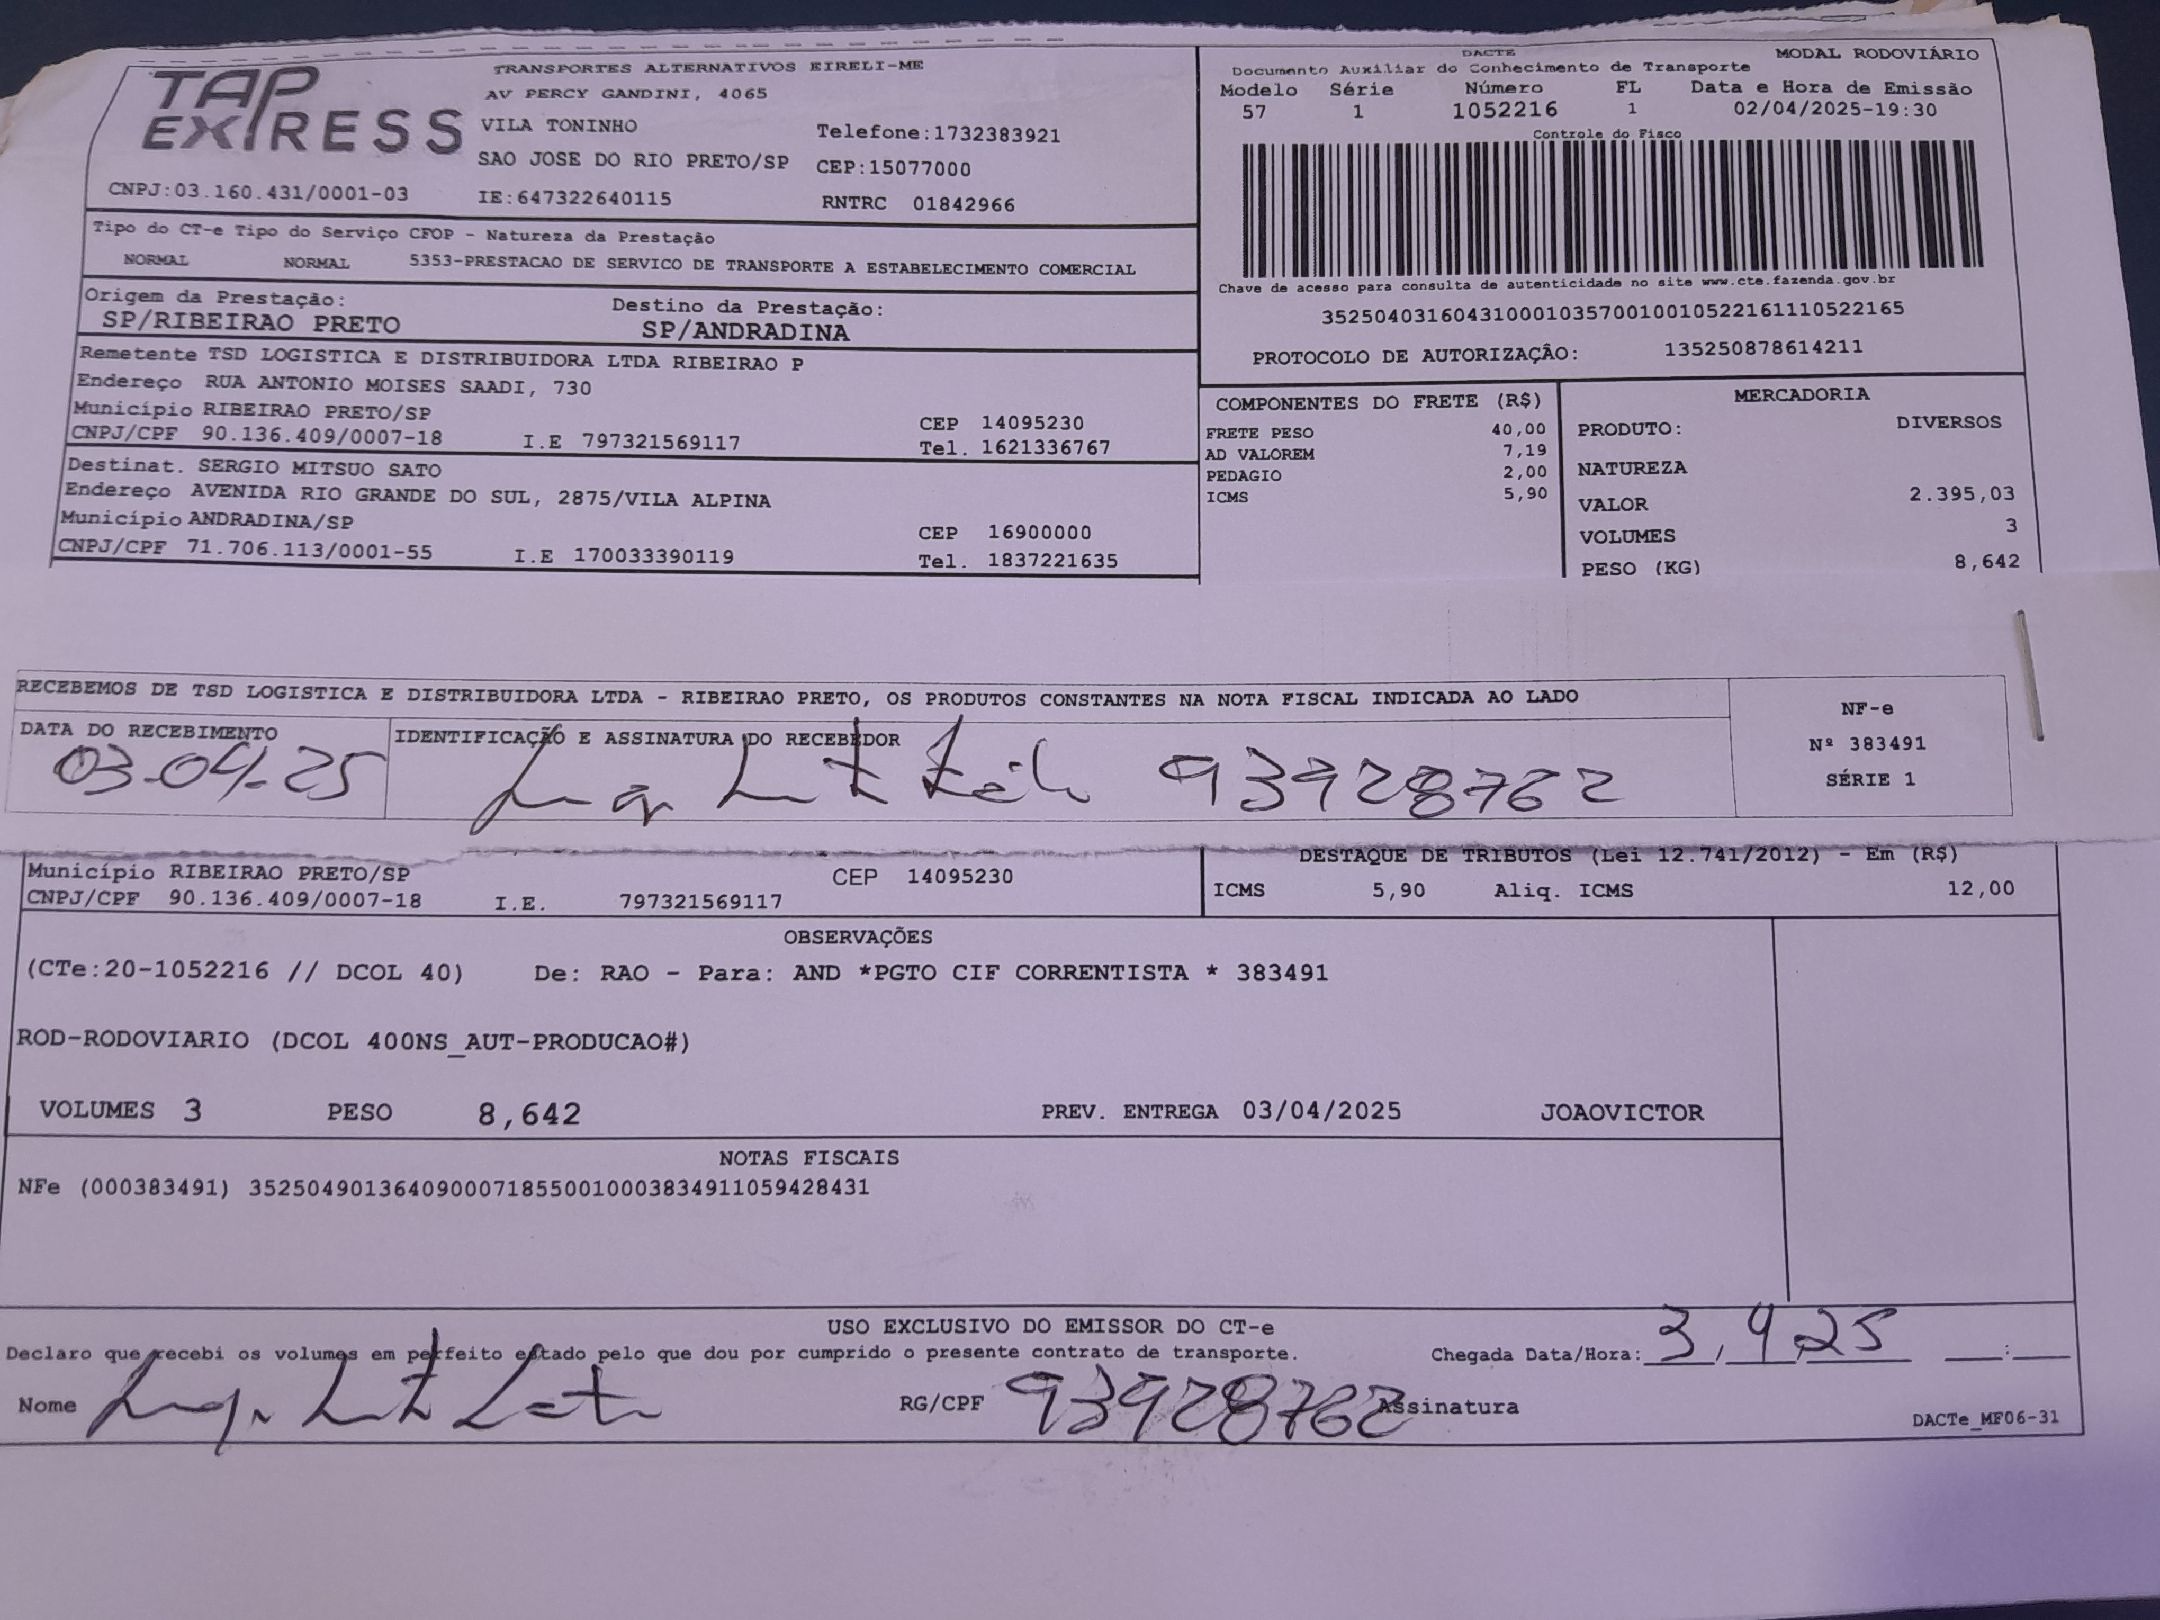 TAP EXPRESS
TRANSPORTES ALTERNATIVOS EIRELI-ME
AV PERCY GANDINI, 4065
VILA TONINHO Telefone:1732383921
SAO JOSE DO RIO PRETO/SP CEP:15077000
CNPJ:03.160.431/0001-03 IE:647322640115 RNTRC 01842966
DACTE MODAL RODOVIÁRIO
Documento Auxiliar do Conhecimento de Transporte
Modelo Série Número FL Data e Hora de Emissão
57 1 1052216 1 02/04/2025-19:30
Controle do Fisco
Chave de acesso para consulta de autenticidade no site www.cte.fazenda.gov.br
35250403160431000103570010010522161110522165
PROTOCOLO DE AUTORIZAÇÃO: 135250878614211
Tipo do CT-e Tipo do Serviço CFOP - Natureza da Prestação
NORMAL NORMAL 5353-PRESTACAO DE SERVICO DE TRANSPORTE A ESTABELECIMENTO COMERCIAL
Origem da Prestação: Destino da Prestação:
SP/RIBEIRAO PRETO SP/ANDRADINA
Remetente TSD LOGISTICA E DISTRIBUIDORA LTDA RIBEIRAO P
Endereço RUA ANTONIO MOISES SAADI, 730
Município RIBEIRAO PRETO/SP CEP 14095230
CNPJ/CPF 90.136.409/0007-18 I.E 797321569117 Tel. 1621336767
Destinat. SERGIO MITSUO SATO
Endereço AVENIDA RIO GRANDE DO SUL, 2875/VILA ALPINA
Município ANDRADINA/SP CEP 16900000
CNPJ/CPF 71.706.113/0001-55 I.E 170033390119 Tel. 1837221635
COMPONENTES DO FRETE (R$)
FRETE PESO 40,00
AD VALOREM 7,19
PEDAGIO 2,00
ICMS 5,90
MERCADORIA
PRODUTO: DIVERSOS
NATUREZA
VALOR 2.395,03
VOLUMES 3
PESO (KG) 8,642
RECEBEMOS DE TSD LOGISTICA E DISTRIBUIDORA LTDA - RIBEIRAO PRETO, OS PRODUTOS CONSTANTES NA NOTA FISCAL INDICADA AO LADO
DATA DO RECEBIMENTO IDENTIFICAÇÃO E ASSINATURA DO RECEBEDOR
03-04-25 93928762
NF-e
Nº 383491
SÉRIE 1
Município RIBEIRAO PRETO/SP CEP 14095230
CNPJ/CPF 90.136.409/0007-18 I.E. 797321569117
DESTAQUE DE TRIBUTOS (Lei 12.741/2012) - Em (R$)
ICMS 5,90 Aliq. ICMS 12,00
OBSERVAÇÕES
(CTe:20-1052216 // DCOL 40) De: RAO - Para: AND *PGTO CIF CORRENTISTA * 383491
ROD-RODOVIARIO (DCOL 400NS_AUT-PRODUCAO#)
VOLUMES 3 PESO 8,642 PREV. ENTREGA 03/04/2025 JOAOVICTOR
NOTAS FISCAIS
NFe (000383491) 35250490136409000718550010003834911059428431
USO EXCLUSIVO DO EMISSOR DO CT-e
Declaro que recebi os volumes em perfeito estado pelo que dou por cumprido o presente contrato de transporte. Chegada Data/Hora: 3,4,25 __:__
Nome RG/CPF 93928762 Assinatura
DACTe_MF06-31